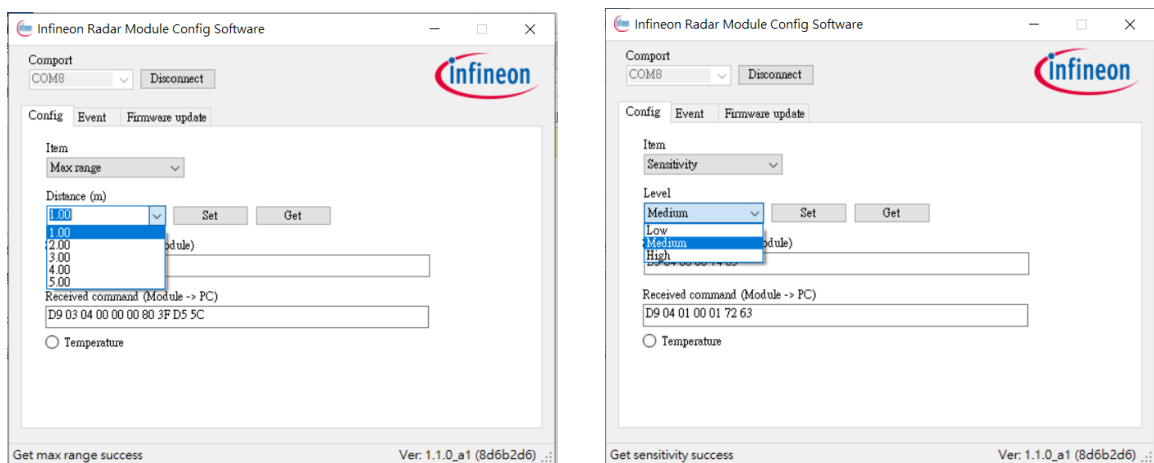 Infineon Radar Module Config Software
Comport
COM8
Disconnect
infineon
Config
Event
Firmware update
Item
Max range
Distance (m)
1.00
Set
Get
1.00
2.00
3.00
4.00
5.00
Received command (Module -> PC)
D9 03 04 00 00 00 80 3F D5 5C
Temperature
Get max range success
Ver: 1.1.0_a1 (8d6b2d6)
Infineon Radar Module Config Software
Comport
COM8
Disconnect
infineon
Config
Event
Firmware update
Item
Sensitivity
Level
Medium
Set
Get
Low
Medium
High
Received command (Module -> PC)
D9 04 01 00 01 72 63
Temperature
Get sensitivity success
Ver: 1.1.0_a1 (8d6b2d6)